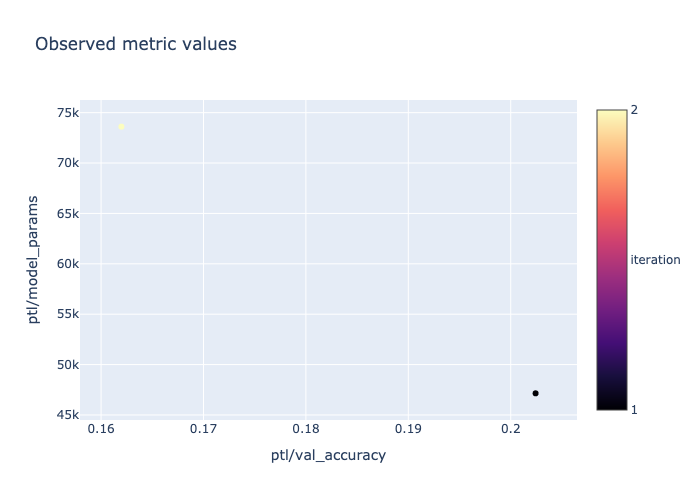 Observed metric values
ptl/model_params
75k
70k
65k
60k
55k
50k
45k
0.16
0.17
0.18
0.19
0.2
ptl/val_accuracy
2
iteration
1